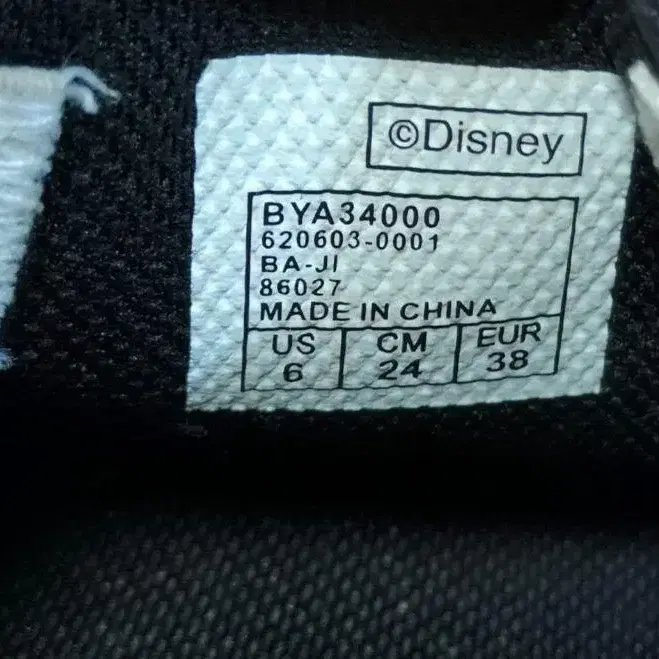 ©Disney
BYA34000
620603-0001
BA-JI
86027
MADE IN CHINA
US CM EUR
6 24 38